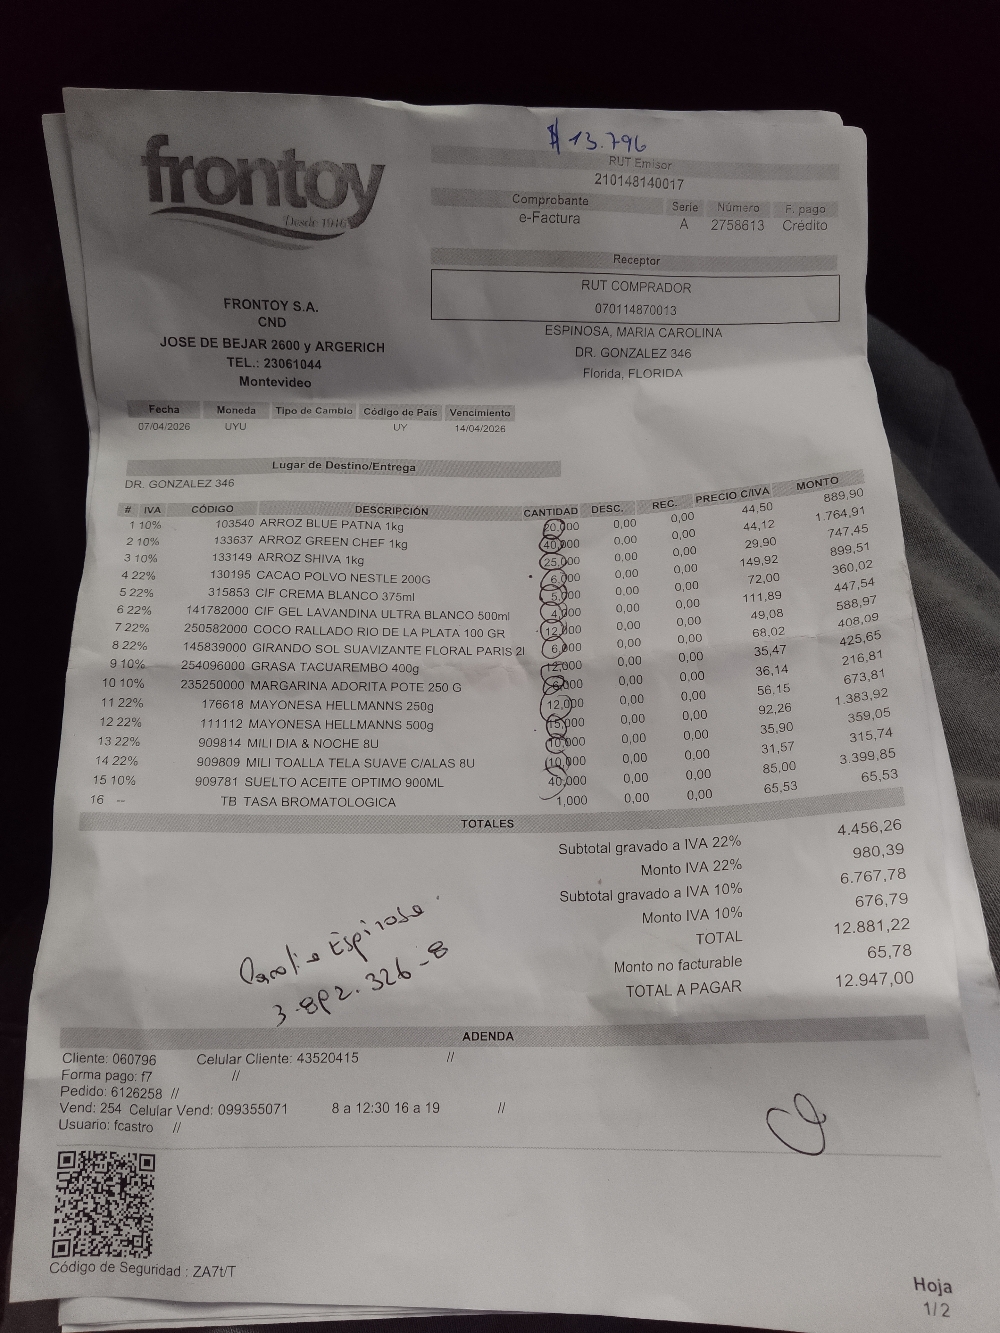 $ 13.796
frontoy
Desde 1916
RUT Emisor
210148140017
Comprobante Serie Número F. pago
e-Factura A 2758613 Crédito
Receptor
RUT COMPRADOR
070114870013
ESPINOSA, MARIA CAROLINA
DR. GONZALEZ 346
Florida, FLORIDA
FRONTOY S.A.
CND
JOSE DE BEJAR 2600 y ARGERICH
TEL.: 23061044
Montevideo
Fecha Moneda Tipo de Cambio Código de País Vencimiento
07/04/2026 UYU UY 14/04/2026
Lugar de Destino/Entrega
DR. GONZALEZ 346
# IVA CÓDIGO DESCRIPCIÓN CANTIDAD DESC. REC. PRECIO C/IVA MONTO
1 10% 103540 ARROZ BLUE PATNA 1kg 20,000 0,00 0,00 44,50 889,90
2 10% 133637 ARROZ GREEN CHEF 1kg 40,000 0,00 0,00 44,12 1.764,91
3 10% 133149 ARROZ SHIVA 1kg 25,000 0,00 0,00 29,90 747,45
4 22% 130195 CACAO POLVO NESTLE 200G 6,000 0,00 0,00 149,92 899,51
5 22% 315853 CIF CREMA BLANCO 375ml 5,000 0,00 0,00 72,00 360,02
6 22% 141782000 CIF GEL LAVANDINA ULTRA BLANCO 500ml 4,000 0,00 0,00 111,89 447,54
7 22% 250582000 COCO RALLADO RIO DE LA PLATA 100 GR 12,000 0,00 0,00 49,08 588,97
8 22% 145839000 GIRANDO SOL SUAVIZANTE FLORAL PARIS 2l 6,000 0,00 0,00 68,02 408,09
9 10% 254096000 GRASA TACUAREMBO 400g 12,000 0,00 0,00 35,47 425,65
10 10% 235250000 MARGARINA ADORITA POTE 250 G 6,000 0,00 0,00 36,14 216,81
11 22% 176618 MAYONESA HELLMANNS 250g 12,000 0,00 0,00 56,15 673,81
12 22% 111112 MAYONESA HELLMANNS 500g 15,000 0,00 0,00 92,26 1.383,92
13 22% 909814 MILI DIA & NOCHE 8U 10,000 0,00 0,00 35,90 359,05
14 22% 909809 MILI TOALLA TELA SUAVE C/ALAS 8U 10,000 0,00 0,00 31,57 315,74
15 10% 909781 SUELTO ACEITE OPTIMO 900ML 40,000 0,00 0,00 85,00 3.399,85
16 -- TB TASA BROMATOLOGICA 1,000 0,00 0,00 65,53 65,53
TOTALES
Subtotal gravado a IVA 22% 4.456,26
Monto IVA 22% 980,39
Subtotal gravado a IVA 10% 6.767,78
Monto IVA 10% 676,79
TOTAL 12.881,22
Monto no facturable 65,78
TOTAL A PAGAR 12.947,00
Espinosa
ADENDA
Cliente: 060796 Celular Cliente: 43520415 //
Forma pago: f7 //
Pedido: 6126258 //
Vend: 254 Celular Vend: 099355071 8 a 12:30 16 a 19 //
Usuario: fcastro //
Código de Seguridad : ZA7t/T
Hoja
1/2